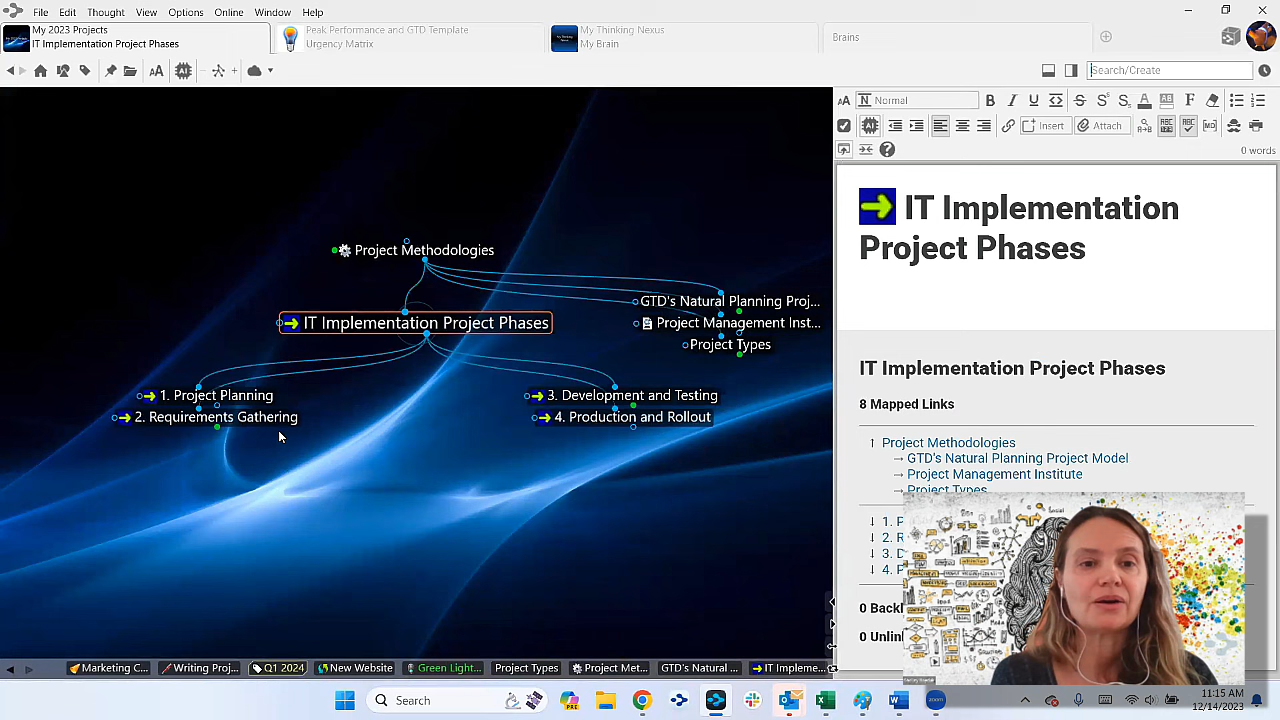 File Edit View Thought Options Online Window Help
My 2023 Projects
IT Implementation Project Phases
Peak Performance and GTD Template
Urgency Matrix
My Thinking Nexus
My Brain
Brains
Search/Create
Normal
Insert
Attach
0 words
Project Methodologies
IT Implementation Project Phases
GTD's Natural Planning Proj...
Project Management Inst...
Project Types
1. Project Planning
2. Requirements Gathering
3. Development and Testing
4. Production and Rollout
IT Implementation
Project Phases
IT Implementation Project Phases
8 Mapped Links
↑ Project Methodologies
→ GTD's Natural Planning Project Model
→ Project Management Institute
→ Project Types
↓ 1. P
↓ 2. R
↓ 3. D
↓ 4. P
0 Backl
0 Unlin
Marketing C... Writing Proj... Q1 2024 New Website Green Light... Project Types Project Met... GTD's Natural ... IT Impleme...
Search
11:15 AM
12/14/2023